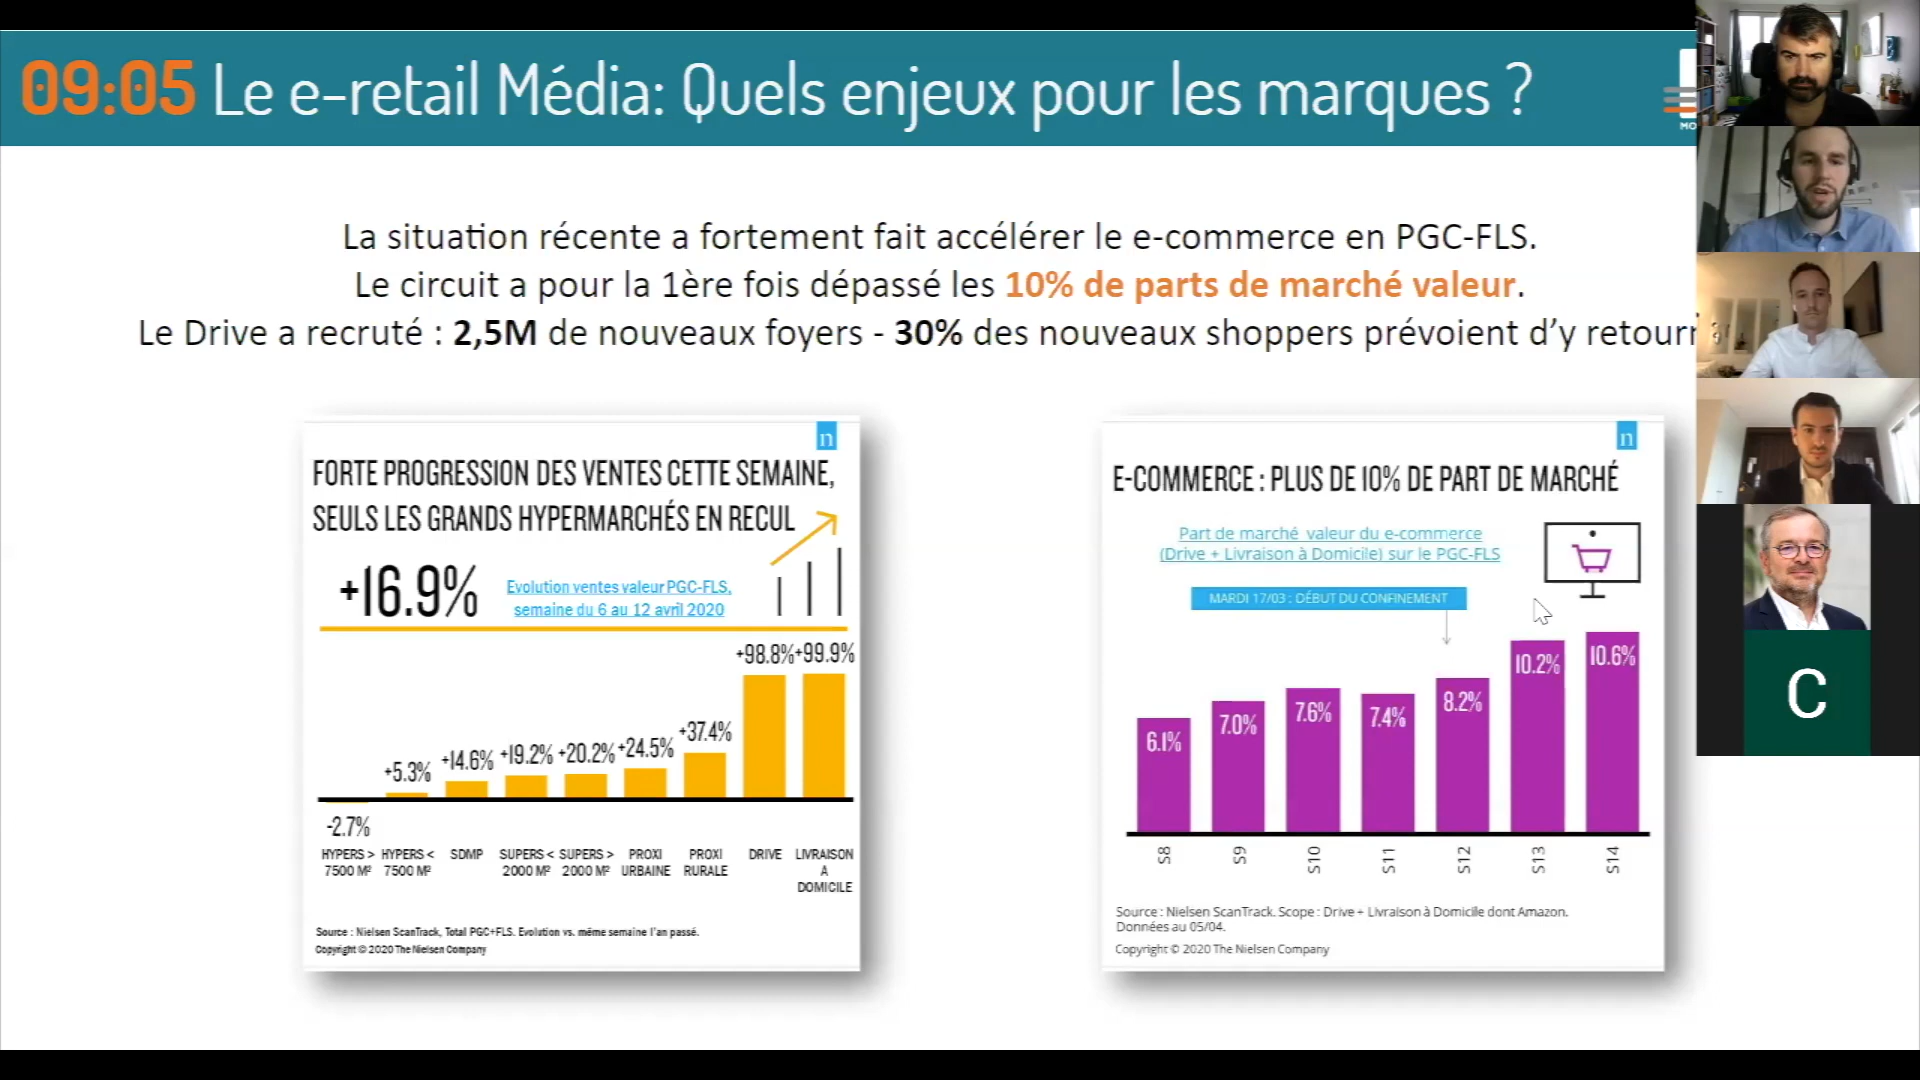 09:05 Le e-retail Média: Quels enjeux pour les marques ?
MO
La situation récente a fortement fait accélérer le e-commerce en PGC-FLS.
Le circuit a pour la 1ère fois dépassé les 10% de parts de marché valeur.
Le Drive a recruté : 2,5M de nouveaux foyers - 30% des nouveaux shoppers prévoient d’y retourn
n
FORTE PROGRESSION DES VENTES CETTE SEMAINE,
SEULS LES GRANDS HYPERMARCHÉS EN RECUL
+16.9%
Evolution ventes valeur PGC-FLS,
semaine du 6 au 12 avril 2020
-2.7% +5.3% +14.6% +19.2% +20.2% +24.5% +37.4% +98.8% +99.9%
HYPERS > 7500 M²
HYPERS < 7500 M²
SDMP
SUPERS < 2000 M²
SUPERS > 2000 M²
PROXI URBAINE
PROXI RURALE
DRIVE
LIVRAISON A DOMICILE
Source : Nielsen ScanTrack, Total PGC+FLS. Evolution vs. même semaine l'an passé.
Copyright © 2020 The Nielsen Company
n
E-COMMERCE : PLUS DE 10% DE PART DE MARCHÉ
Part de marché valeur du e-commerce
(Drive + Livraison à Domicile) sur le PGC-FLS
MARDI 17/03 : DÉBUT DU CONFINEMENT
6.1% 7.0% 7.6% 7.4% 8.2% 10.2% 10.6%
S8 S9 S10 S11 S12 S13 S14
Source : Nielsen ScanTrack. Scope : Drive + Livraison à Domicile dont Amazon.
Données au 05/04.
Copyright © 2020 The Nielsen Company
C